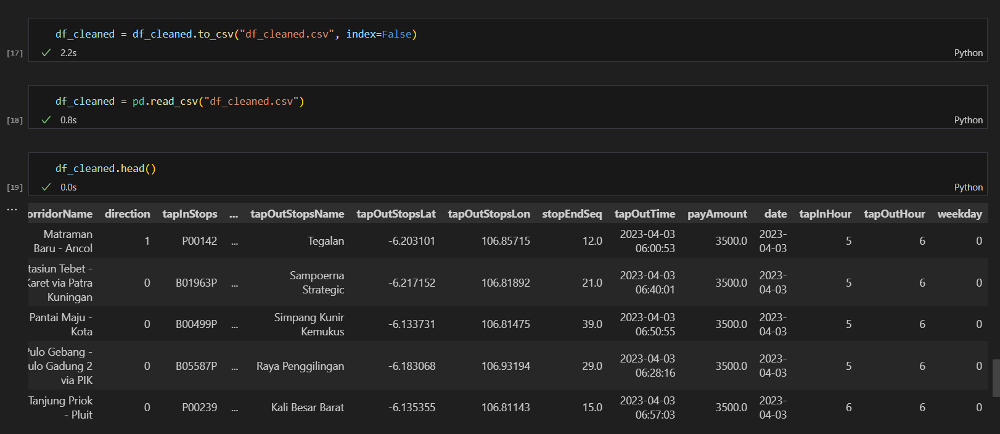 df_cleaned = df_cleaned.to_csv("df_cleaned.csv", index=False)
[17]
2.2s
Python
df_cleaned = pd.read_csv("df_cleaned.csv")
[18]
0.8s
Python
df_cleaned.head()
[19]
0.0s
Python
...
orridorName direction tapInStops ... tapOutStopsName tapOutStopsLat tapOutStopsLon stopEndSeq tapOutTime payAmount date tapInHour tapOutHour weekday
Matraman Baru - Ancol 1 P00142 ... Tegalan -6.203101 106.85715 12.0 2023-04-03 06:00:53 3500.0 2023-04-03 5 6 0
tasiun Tebet - Karet via Patra Kuningan 0 B01963P ... Sampoerna Strategic -6.217152 106.81892 21.0 2023-04-03 06:40:01 3500.0 2023-04-03 5 6 0
Pantai Maju - Kota 0 B00499P ... Simpang Kunir Kemukus -6.133731 106.81475 39.0 2023-04-03 06:50:55 3500.0 2023-04-03 5 6 0
Pulo Gebang - ulo Gadung 2 via PIK 0 B05587P ... Raya Penggilingan -6.183068 106.93194 29.0 2023-04-03 06:28:16 3500.0 2023-04-03 5 6 0
Tanjung Priok - Pluit 0 P00239 ... Kali Besar Barat -6.135355 106.81143 15.0 2023-04-03 06:57:03 3500.0 2023-04-03 6 6 0